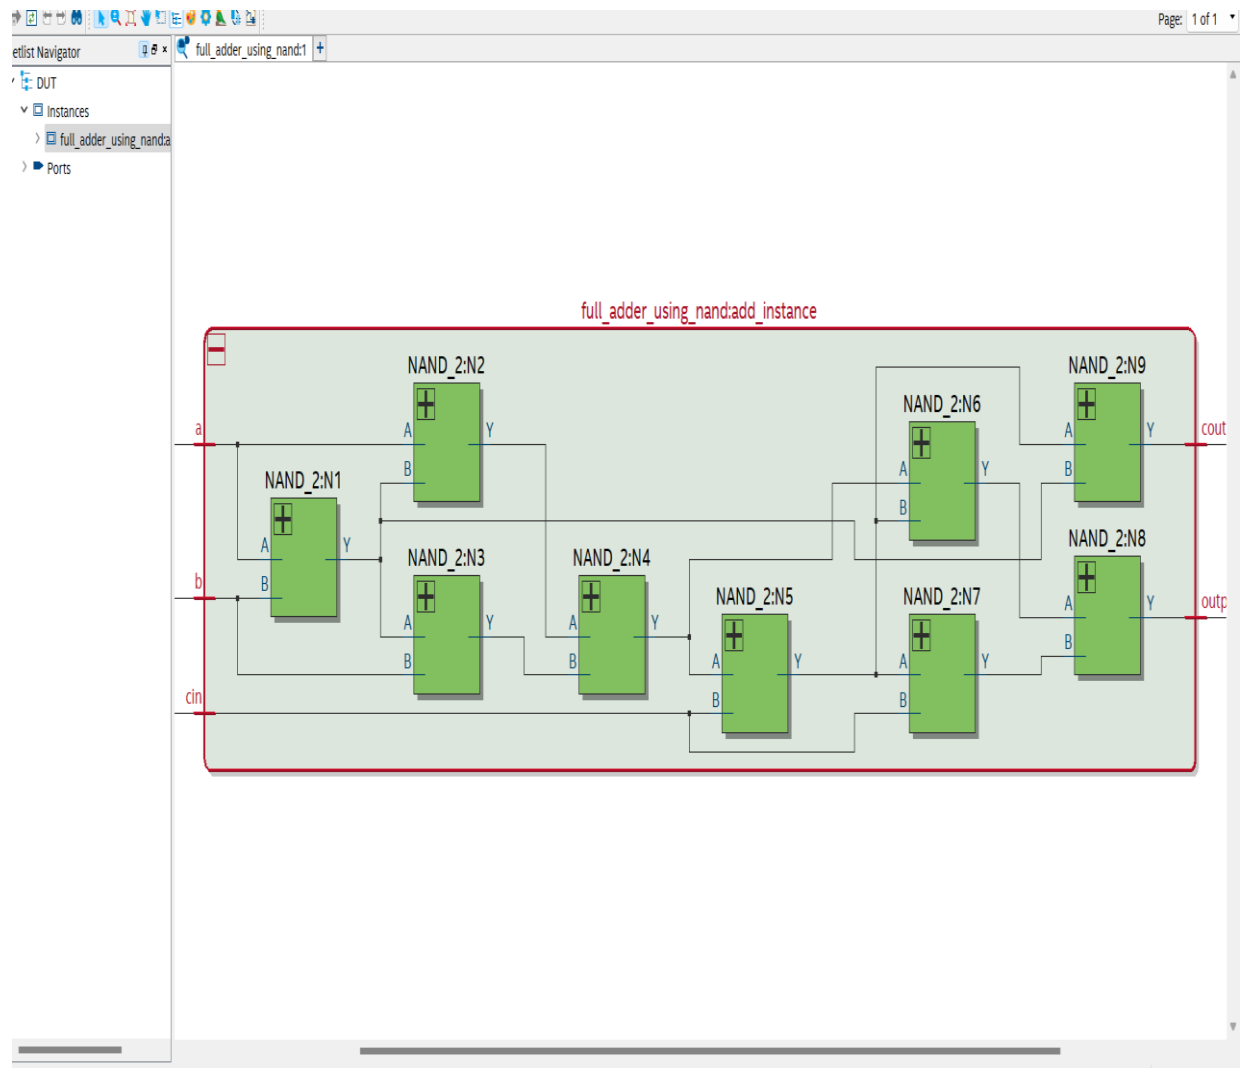 Page: 1 of 1
etlist Navigator
full_adder_using_nand:1
DUT
Instances
full_adder_using_nand:a
Ports
full_adder_using_nand:add_instance
NAND_2:N2
NAND_2:N9
A
Y
B
NAND_2:N6
A
Y
B
a
A
Y
cout
B
NAND_2:N1
A
Y
B
NAND_2:N3
A
Y
B
NAND_2:N4
A
Y
B
NAND_2:N8
A
Y
outp
B
b
NAND_2:N5
A
Y
B
NAND_2:N7
A
Y
B
cin